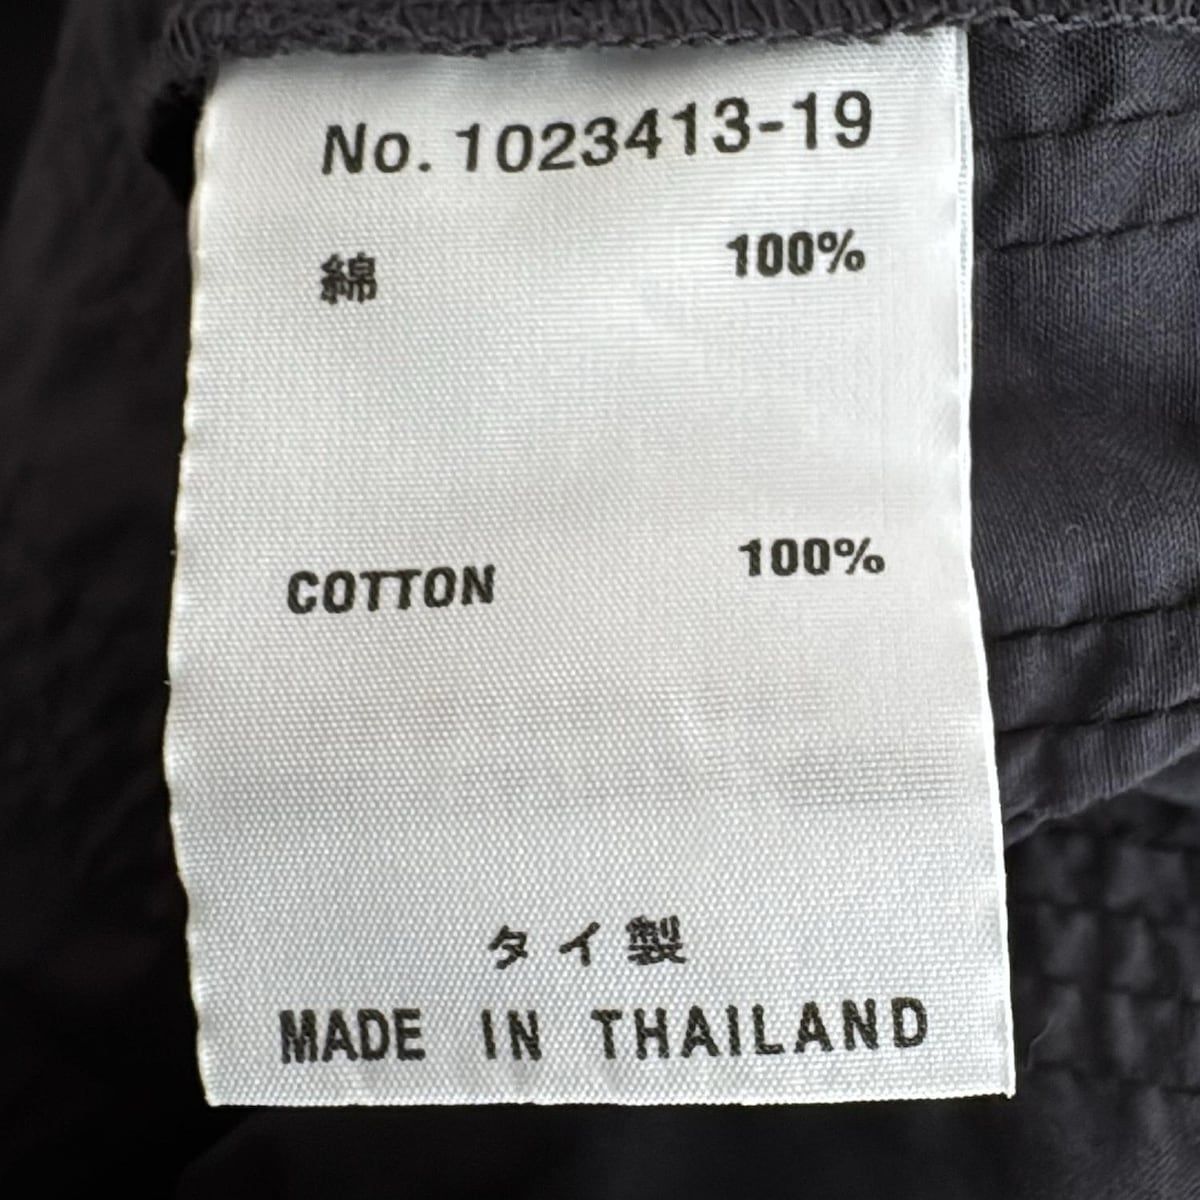 No. 1023413-19
綿 100%
COTTON 100%
タイ製
MADE IN THAILAND